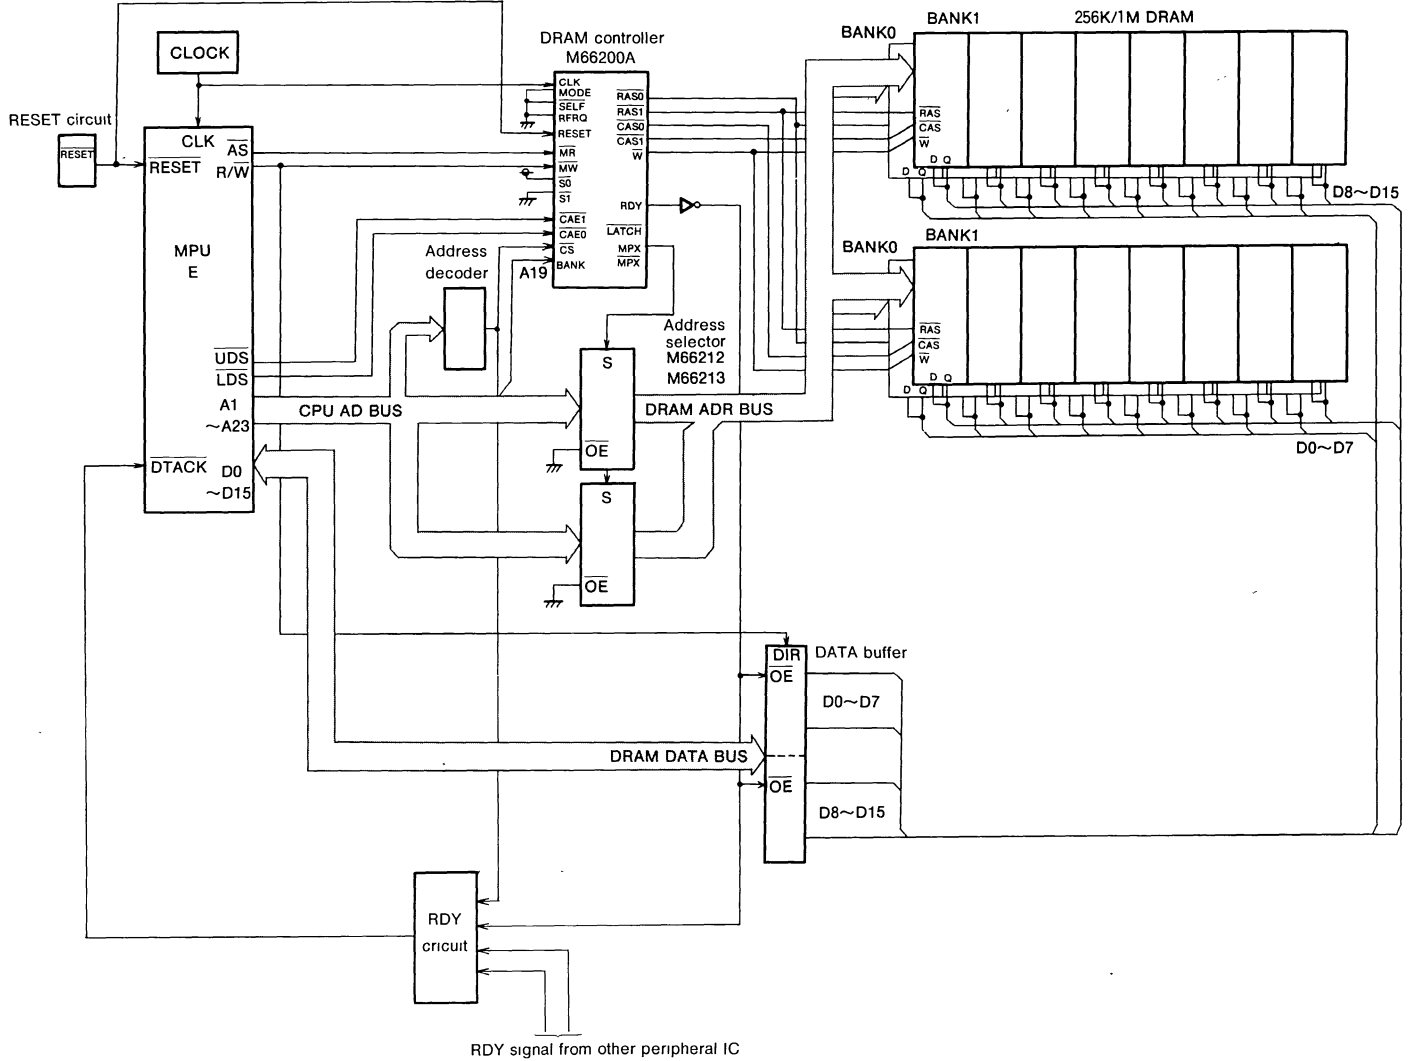 BANK1
256K/1M DRAM
BANK0
DRAM controller
M66200A
CLOCK
RESET circuit
RESET
CLK
AS
RESET
R/W
MPU
E
UDS
LDS
A1
~A23
DTACK
D0
~D15
CLK
MODE
SELF
RFRQ
RESET
MR
MW
S0
S1
CAE1
CAE0
CS
BANK
RAS0
RAS1
CAS0
CAS1
W
RDY
LATCH
MPX
MPX
A19
Address
decoder
RAS
CAS
W
D Q
D Q
D8~D15
BANK0
BANK1
RAS
CAS
W
D Q
D Q
D0~D7
Address
selector
M66212
M66213
S
OE
S
OE
CPU AD BUS
DRAM ADR BUS
DIR
DATA buffer
OE
D0~D7
DRAM DATA BUS
OE
D8~D15
RDY
cricuit
RDY signal from other peripheral IC